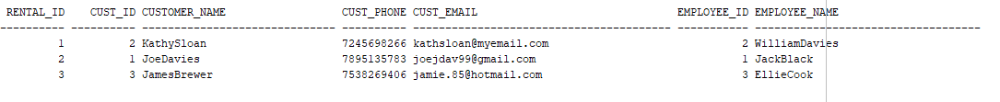 RENTAL_ID CUST_ID CUSTOMER_NAME CUST_PHONE CUST_EMAIL EMPLOYEE_ID EMPLOYEE_NAME
---------- ---------- ------------------------------ ---------- ---------------------------------------- ----------- -----------------------------------
1 2 KathySloan 7245698266 kathsloan@myemail.com 2 WilliamDavies
2 1 JoeDavies 7895135783 joejdav99@gmail.com 1 JackBlack
3 3 JamesBrewer 7538269406 jamie.85@hotmail.com 3 EllieCook